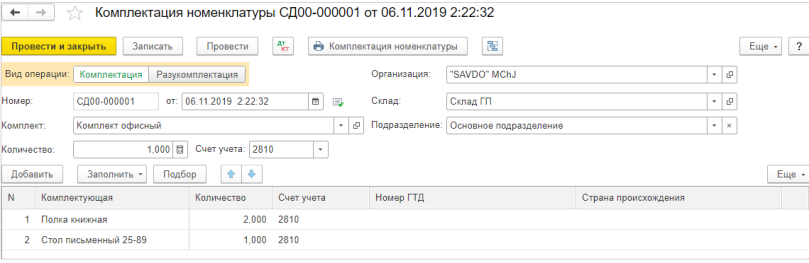 Комплектация номенклатуры СД00-000001 от 06.11.2019 2:22:32
Провести и закрыть Записать Провести Дт Кт Комплектация номенклатуры Еще ?
Вид операции: Комплектация Разукомплектация Организация: "SAVDO" MChJ
Номер: СД00-000001 от: 06.11.2019 2:22:32 Склад: Склад ГП
Комплект: Комплект офисный Подразделение: Основное подразделение
Количество: 1,000 Счет учета: 2810
Добавить Заполнить Подбор Еще
N Комплектующая Количество Счет учета Номер ГТД Страна происхождения
1 Полка книжная 2,000 2810
2 Стол письменный 25-89 1,000 2810